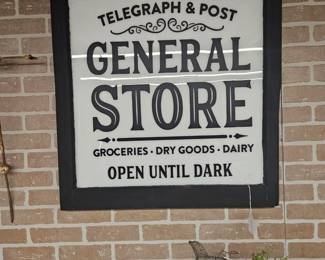 TELEGRAPH & POST
GENERAL
STORE
GROCERIES · DRY GOODS · DAIRY
OPEN UNTIL DARK